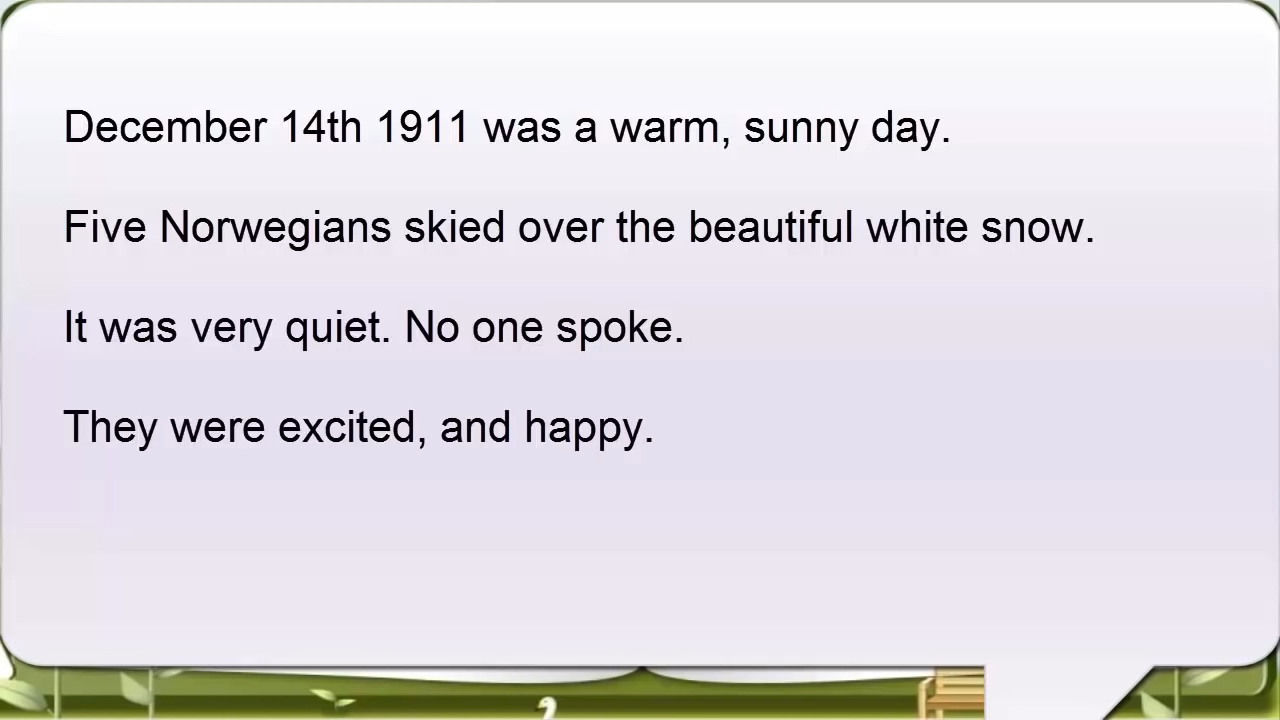 December 14th 1911 was a warm, sunny day.
Five Norwegians skied over the beautiful white snow.
It was very quiet. No one spoke.
They were excited, and happy.